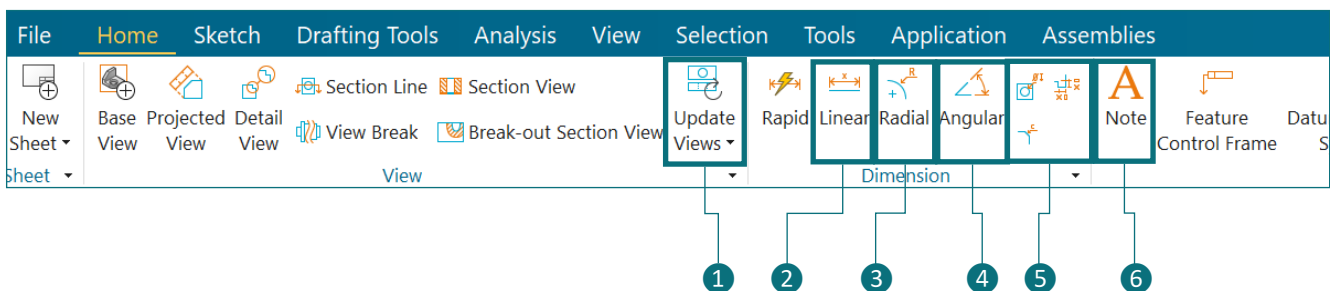 File Home Sketch Drafting Tools Analysis View Selection Tools Application Assemblies
New Sheet
Base View
Projected View
Detail View
Section Line
Section View
View Break
Break-out Section View
Update Views
Rapid
Linear
Radial
Angular
Note
Feature Control Frame
Datu
S
Sheet
View
Dimension
1 2 3 4 5 6